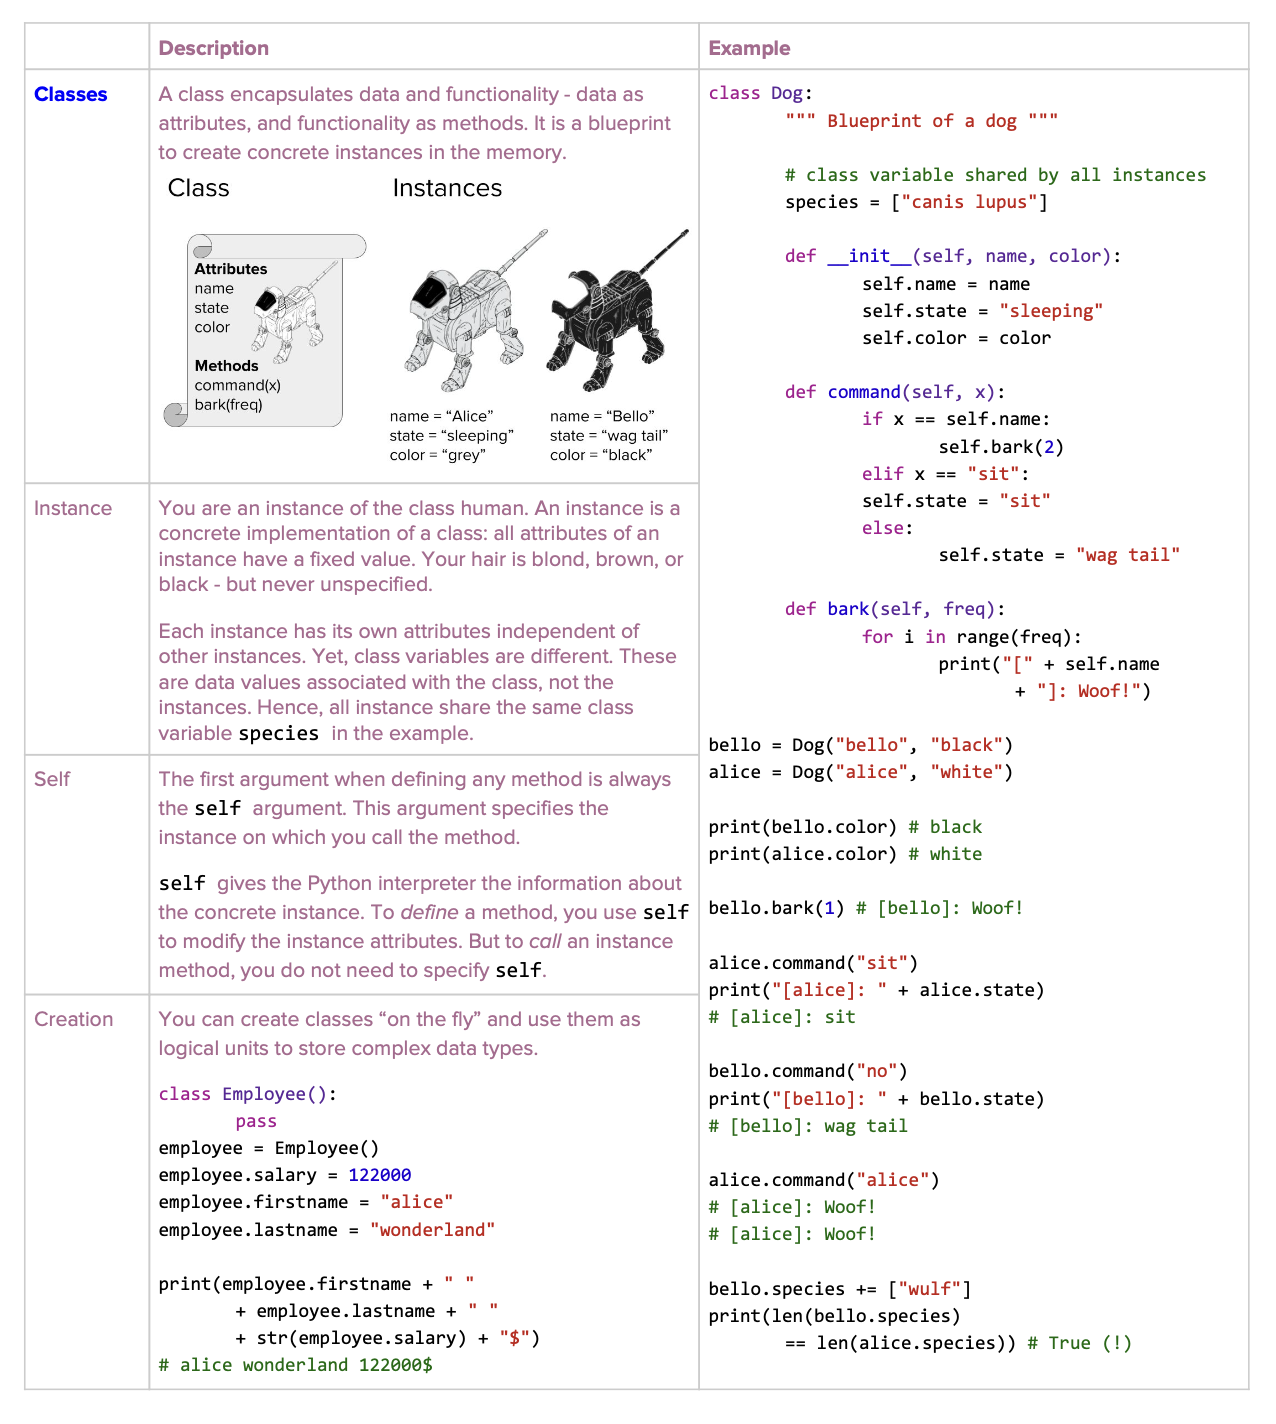 Description
Example
Classes
A class encapsulates data and functionality - data as
attributes, and functionality as methods. It is a blueprint
to create concrete instances in the memory.
Class
Instances
Attributes
name
state
color
Methods
command(x)
bark(freq)
name = “Alice”
state = “sleeping”
color = “grey”
name = “Bello”
state = “wag tail”
color = “black”
Instance
You are an instance of the class human. An instance is a
concrete implementation of a class: all attributes of an
instance have a fixed value. Your hair is blond, brown, or
black - but never unspecified.
Each instance has its own attributes independent of
other instances. Yet, class variables are different. These
are data values associated with the class, not the
instances. Hence, all instance share the same class
variable species in the example.
Self
The first argument when defining any method is always
the self argument. This argument specifies the
instance on which you call the method.
self gives the Python interpreter the information about
the concrete instance. To define a method, you use self
to modify the instance attributes. But to call an instance
method, you do not need to specify self.
Creation
You can create classes “on the fly” and use them as
logical units to store complex data types.
class Employee():
pass
employee = Employee()
employee.salary = 122000
employee.firstname = "alice"
employee.lastname = "wonderland"
print(employee.firstname + " "
+ employee.lastname + " "
+ str(employee.salary) + "$")
# alice wonderland 122000$
class Dog:
""" Blueprint of a dog """
# class variable shared by all instances
species = ["canis lupus"]
def __init__(self, name, color):
self.name = name
self.state = "sleeping"
self.color = color
def command(self, x):
if x == self.name:
self.bark(2)
elif x == "sit":
self.state = "sit"
else:
self.state = "wag tail"
def bark(self, freq):
for i in range(freq):
print("[" + self.name
+ "]: Woof!")
bello = Dog("bello", "black")
alice = Dog("alice", "white")
print(bello.color) # black
print(alice.color) # white
bello.bark(1) # [bello]: Woof!
alice.command("sit")
print("[alice]: " + alice.state)
# [alice]: sit
bello.command("no")
print("[bello]: " + bello.state)
# [bello]: wag tail
alice.command("alice")
# [alice]: Woof!
# [alice]: Woof!
bello.species += ["wulf"]
print(len(bello.species)
== len(alice.species)) # True (!)